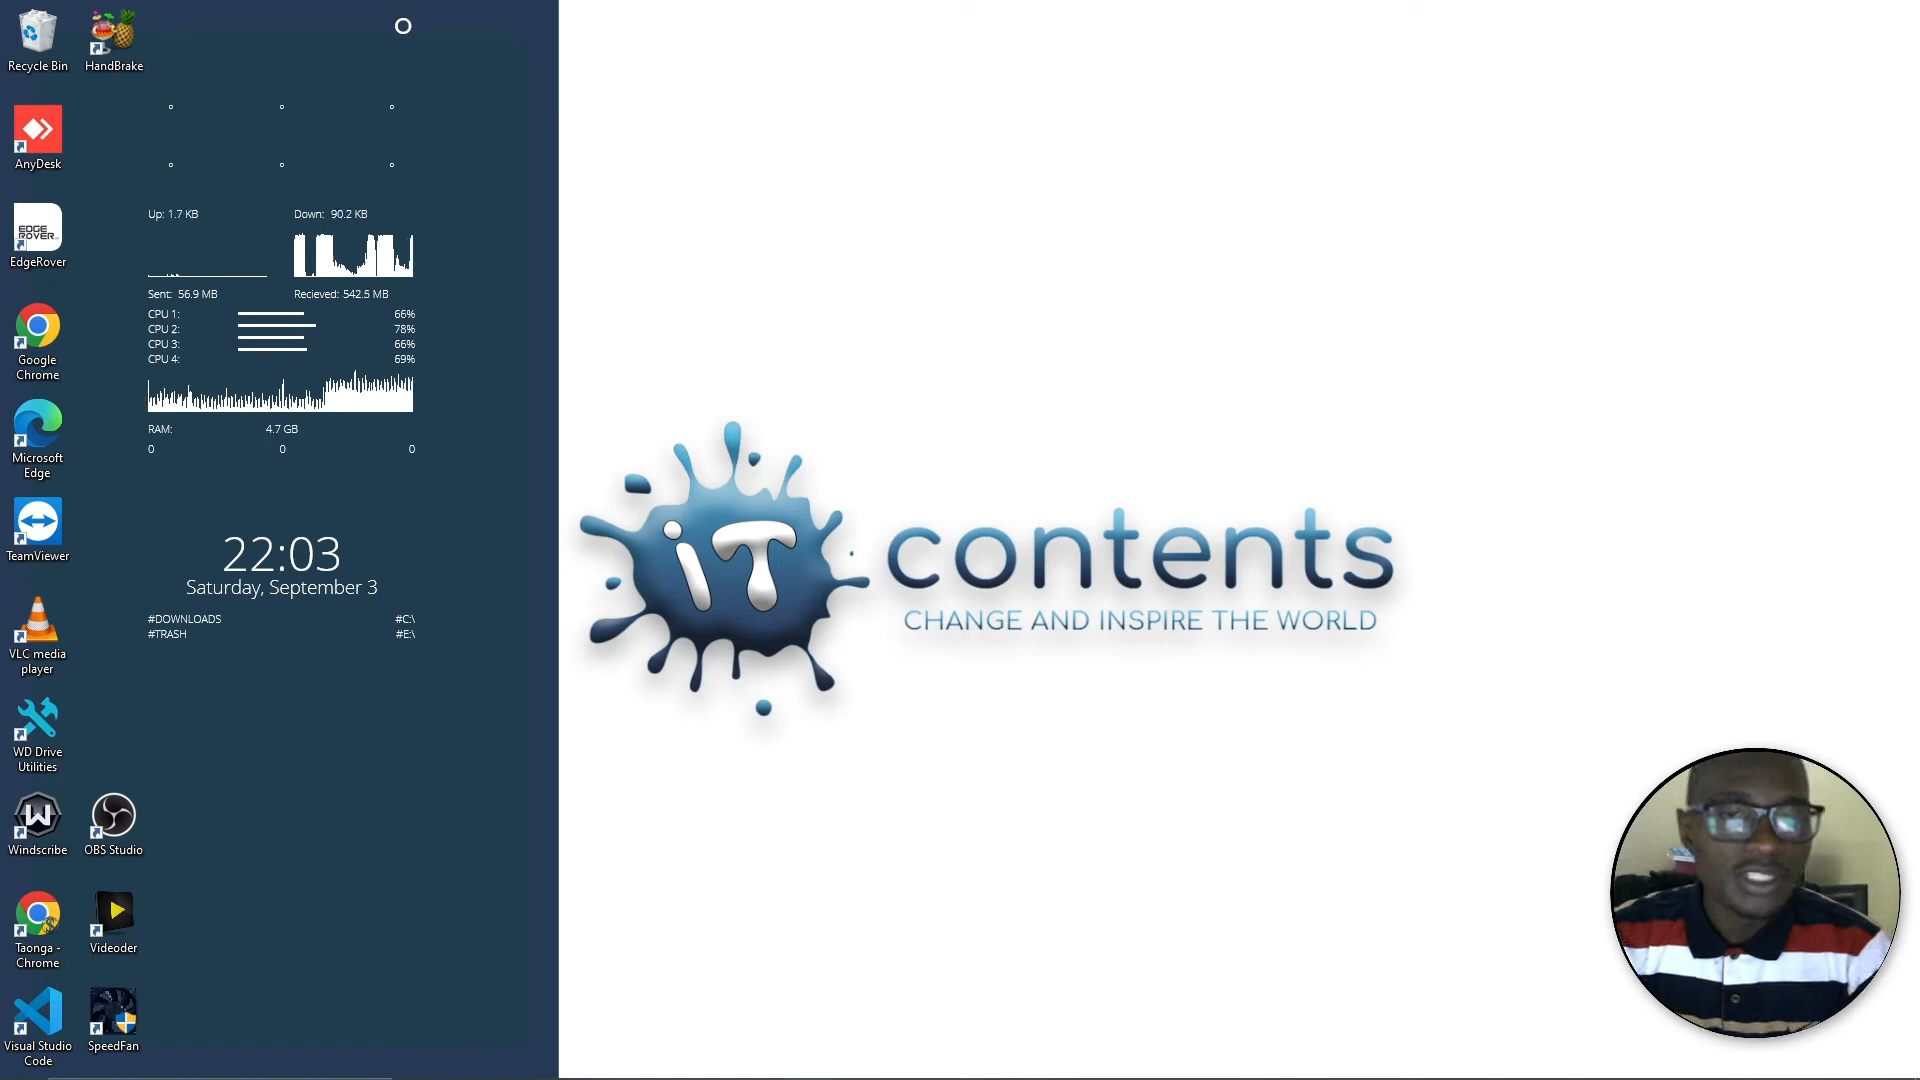 Recycle Bin
HandBrake
AnyDesk
EDGE
ROVER
EdgeRover
Google
Chrome
Microsoft
Edge
TeamViewer
VLC media
player
WD Drive
Utilities
W
Windscribe
OBS Studio
Taonga -
Chrome
Videoder
Visual Studio
Code
SpeedFan
Up: 1.7 KB
Down: 90.2 KB
Sent: 56.9 MB
Recieved: 542.5 MB
CPU 1: 66%
CPU 2: 78%
CPU 3: 66%
CPU 4: 69%
RAM: 4.7 GB
0 0 0
22:03
Saturday, September 3
#DOWNLOADS #C:\
#TRASH #E:\
iT contents
CHANGE AND INSPIRE THE WORLD